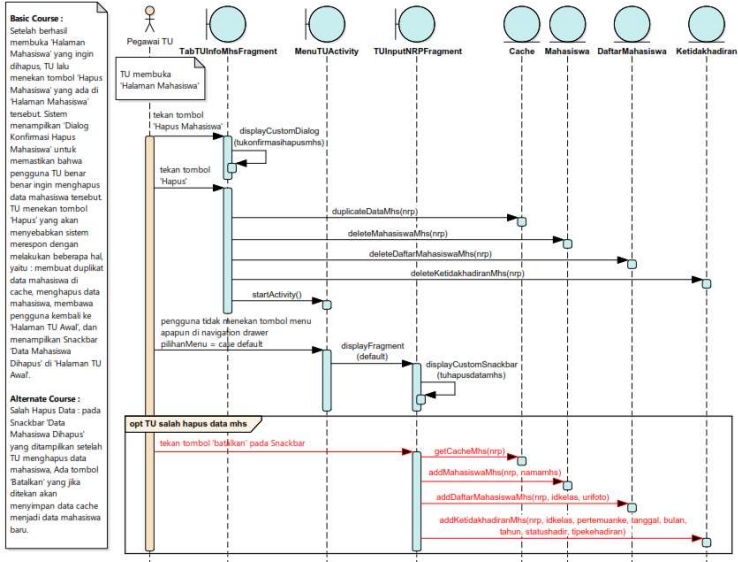 Basic Course :
Setelah berhasil
membuka 'Halaman
Mahasiswa' yang ingin
dihapus, TU lalu
menekan tombol 'Hapus
Mahasiswa' yang ada di
'Halaman Mahasiswa'
tersebut. Sistem
menampilkan 'Dialog
Konfirmasi Hapus
Mahasiswa' untuk
memastikan bahwa
pengguna TU benar
benar ingin menghapus
data mahasiswa tersebut.
TU menekan tombol
'Hapus' yang akan
menyebabkan sistem
merespon dengan
melakukan beberapa hal,
yaitu : membuat duplikat
data mahasiswa di
cache, menghapus data
mahasiswa, membawa
pengguna kembali ke
'Halaman TU Awal', dan
menampilkan Snackbar
'Data Mahasiswa
Dihapus' di 'Halaman TU
Awal'.
Alternate Course :
Salah Hapus Data : pada
Snackbar 'Data
Mahasiswa Dihapus'
yang ditampilkan setelah
TU menghapus data
mahasiswa, Ada tombol
'Batalkan' yang jika
ditekan akan
menyimpan data cache
menjadi data mahasiswa
baru.
Pegawai TU
TabTUInfoMhsFragment
MenuTUActivity
TUInputNRPFragment
Cache
Mahasiswa
DaftarMahasiswa
Ketidakhadiran
TU membuka
'Halaman Mahasiswa'
tekan tombol
'Hapus Mahasiswa'
displayCustomDialog
(tukonfirmasihapusmhs)
tekan tombol
'Hapus'
duplicateDataMhs(nrp)
deleteMahasiswaMhs(nrp)
deleteDaftarMahasiswaMhs(nrp)
deleteKetidakhadiranMhs(nrp)
startActivity()
pengguna tidak menekan tombol menu
apapun di navigation drawer
pilihanMenu = case default
displayFragment
(default)
displayCustomSnackbar
(tuhapusdatamhs)
opt TU salah hapus data mhs
tekan tombol 'batalkan' pada Snackbar
getCacheMhs(nrp)
addMahasiswaMhs(nrp, namamhs)
addDaftarMahasiswaMhs(nrp, idkelas, urifoto)
addKetidakhadiranMhs(nrp, idkelas, pertemuanke, tanggal, bulan,
tahun, statushadir, tipekehadiran)